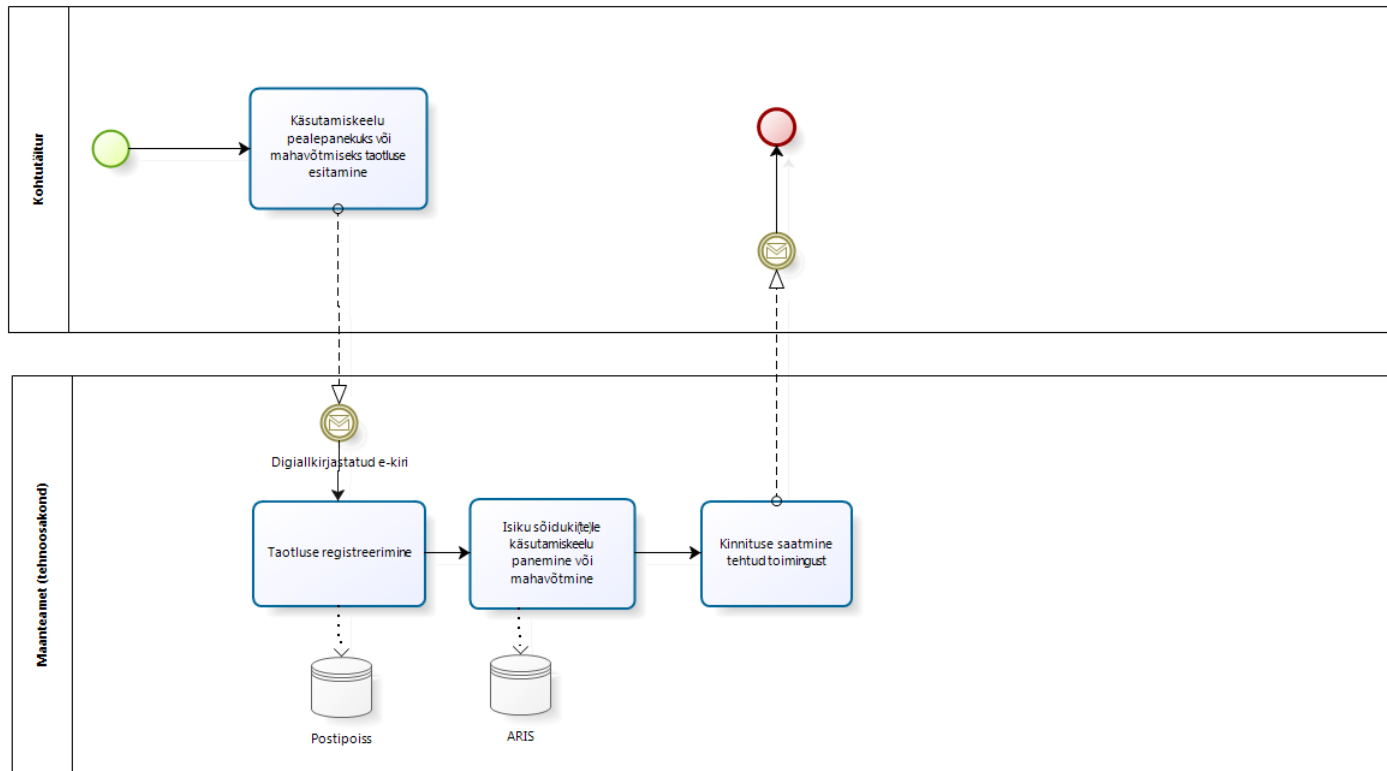 Kohtutäitur
Käsutamiskeelu
pealepanekuks või
mahavõtmiseks taotluse
esitamine
Maanteamet (tehnoosakond)
Digiallkirjastatud e-kiri
Taotluse registreerimine
Isiku sõiduki(te)le
käsutamiskeelu
panemine või
mahavõtmine
Kinnituse saatmine
tehtud toimingust
Postipoiss
ARIS